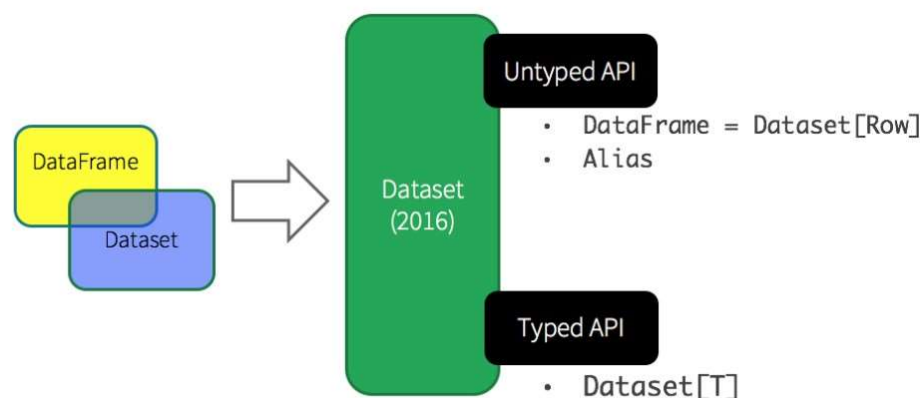 DataFrame
Dataset
Dataset
(2016)
Untyped API
• DataFrame = Dataset[Row]
• Alias
Typed API
• Dataset[T]